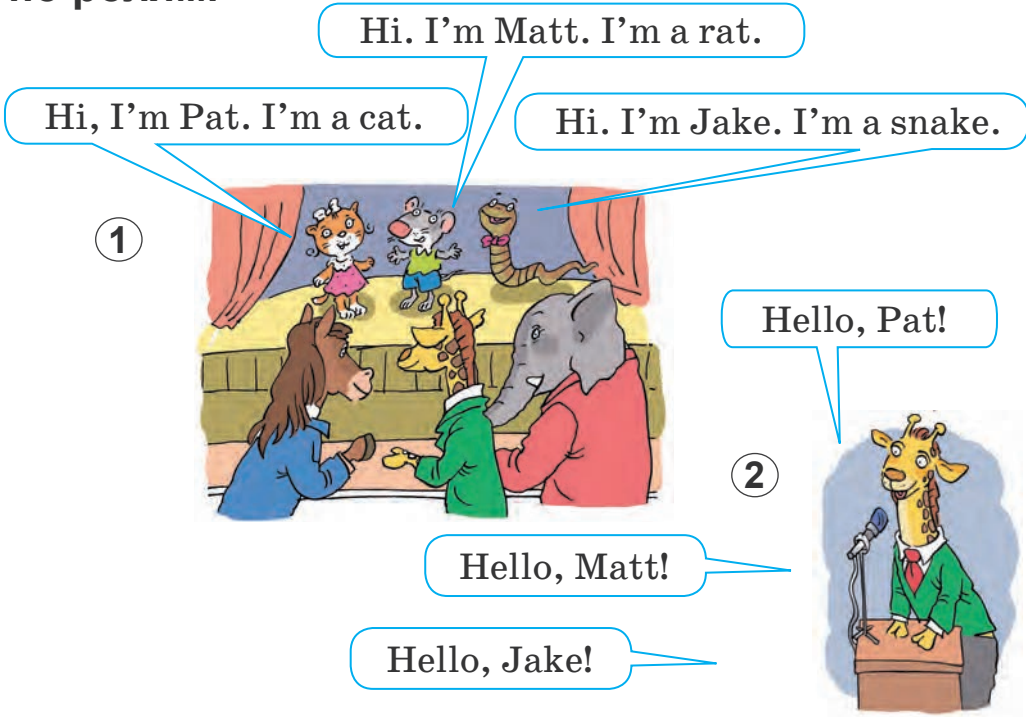 Hi. I'm Matt. I'm a rat.
Hi, I'm Pat. I'm a cat.
Hi. I'm Jake. I'm a snake.
1
Hello, Pat!
2
Hello, Matt!
Hello, Jake!